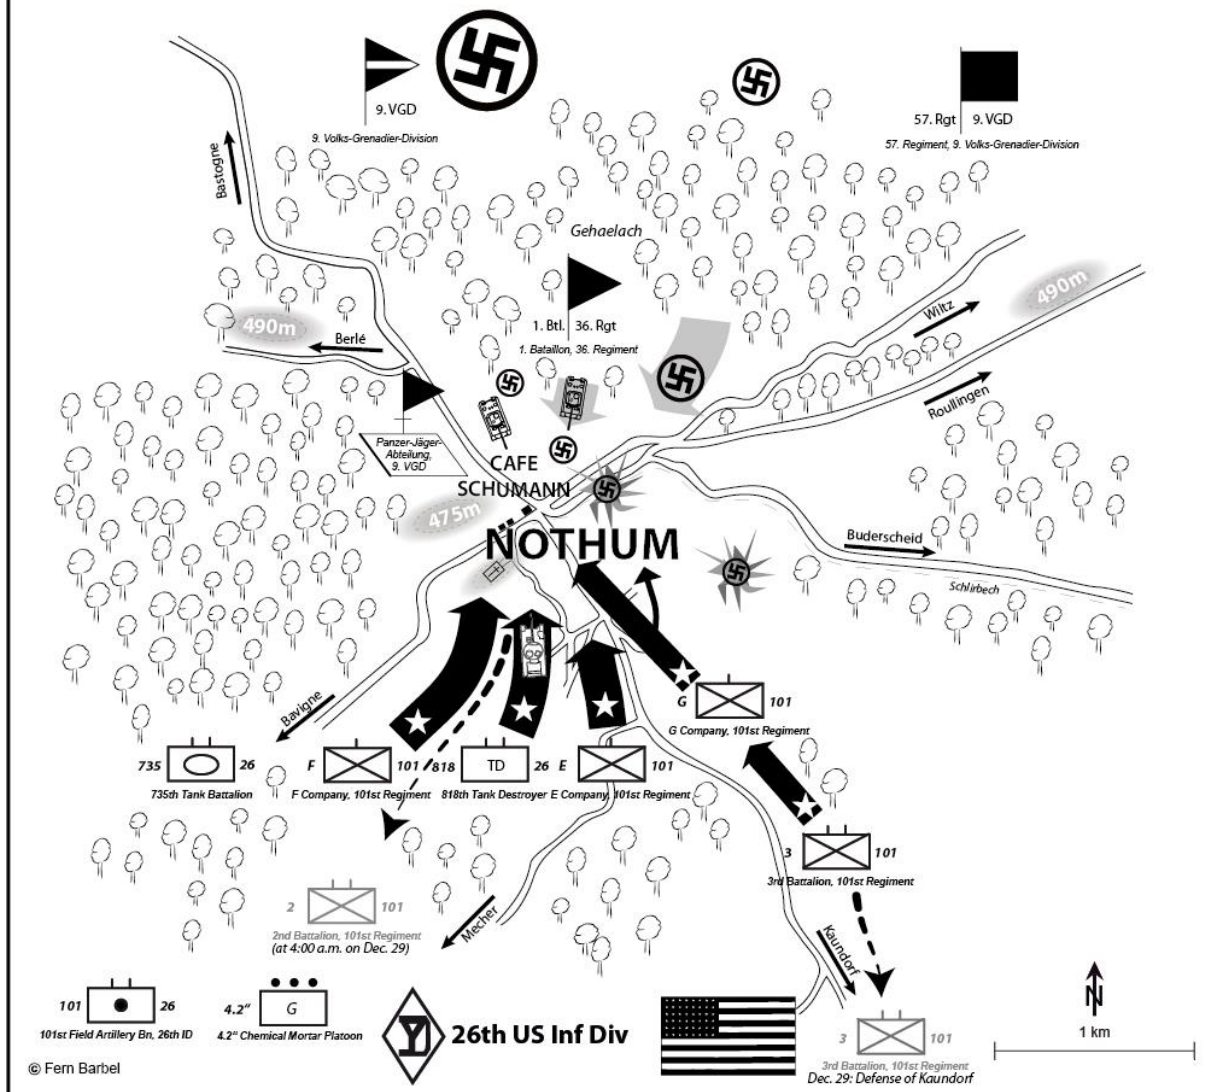 9. VGD
9. Volks-Grenadier-Division
57. Rgt 9. VGD
57. Regiment, 9. Volks-Grenadier-Division
Bastogne
Gehaelach
490m
Wiltz
490m
Berlé
1. Btl. 36. Rgt
1. Bataillon, 36. Regiment
Roullingen
Panzer-Jäger-
Abteilung,
9. VGD
CAFE
SCHUMANN
475m
NOTHUM
Buderscheid
Schlirbech
Bavigne
G 101
G Company, 101st Regiment
735 26
735th Tank Battalion
F 101
F Company, 101st Regiment
818 TD 26
818th Tank Destroyer
E 101
E Company, 101st Regiment
3 101
3rd Battalion, 101st Regiment
2 101
2nd Battalion, 101st Regiment
(at 4:00 a.m. on Dec. 29)
Mecher
Kaundorf
101 26
101st Field Artillery Bn, 26th ID
4.2" G
4.2" Chemical Mortar Platoon
YD
26th US Inf Div
3 101
3rd Battalion, 101st Regiment
Dec. 29: Defense of Kaundorf
N
1 km
© Fern Barbel